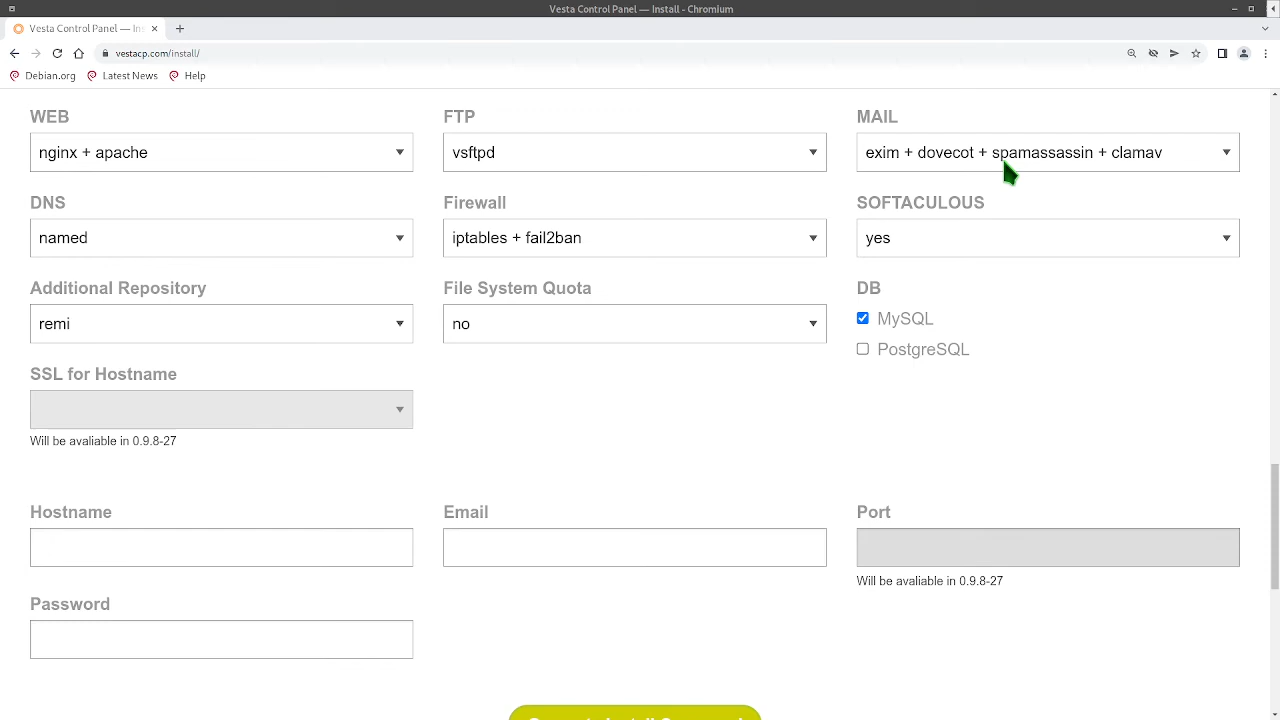 Vesta Control Panel — Install - Chromium
Vesta Control Panel — Ins
vestacp.com/install/
Debian.org
Latest News
Help
WEB
FTP
MAIL
nginx + apache
vsftpd
exim + dovecot + spamassassin + clamav
DNS
Firewall
SOFTACULOUS
named
iptables + fail2ban
yes
Additional Repository
File System Quota
DB
remi
no
MySQL
PostgreSQL
SSL for Hostname
Will be avaliable in 0.9.8-27
Hostname
Email
Port
Will be avaliable in 0.9.8-27
Password